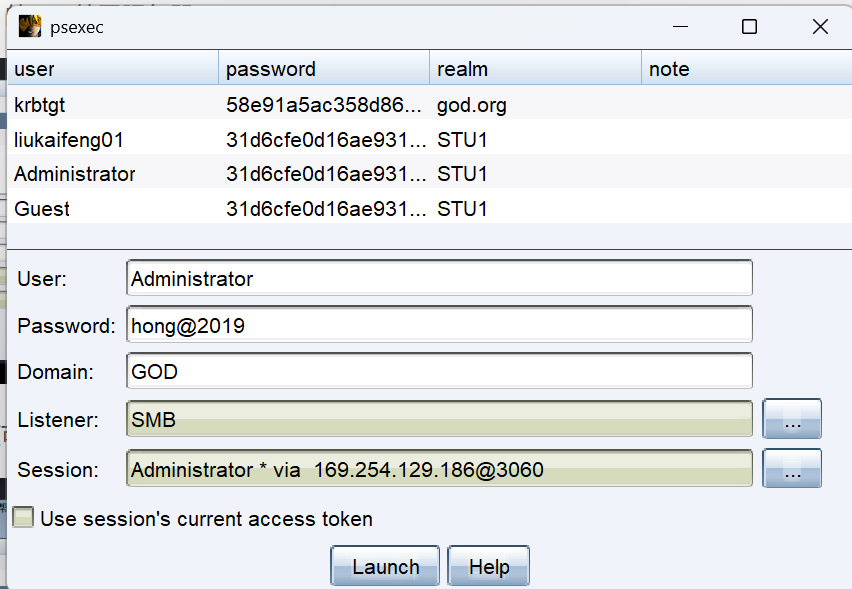 psexec
user password realm note
krbtgt 58e91a5ac358d86... god.org
liukaifeng01 31d6cfe0d16ae931... STU1
Administrator 31d6cfe0d16ae931... STU1
Guest 31d6cfe0d16ae931... STU1
User: Administrator
Password: hong@2019
Domain: GOD
Listener: SMB ...
Session: Administrator * via 169.254.129.186@3060 ...
Use session's current access token
Launch Help